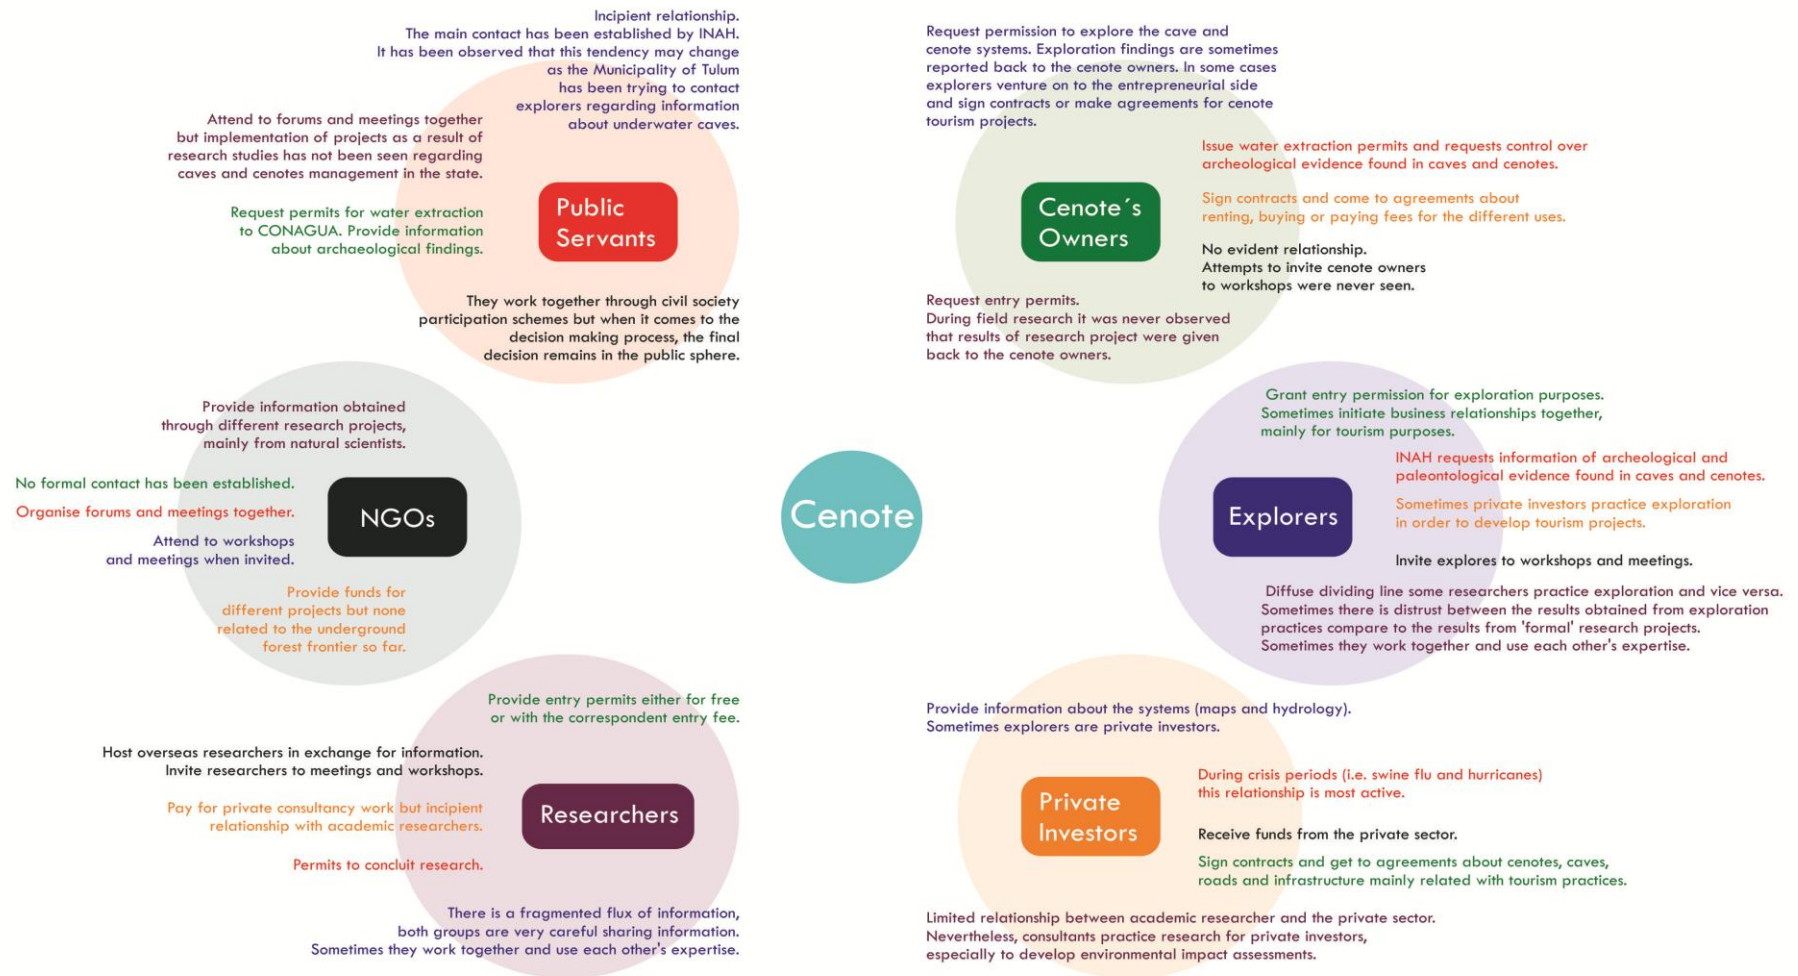 Incipient relationship.
The main contact has been established by INAH.
It has been observed that this tendency may change
as the Municipality of Tulum
has been trying to contact
explorers regarding information
about underwater caves.
Attend to forums and meetings together
but implementation of projects as a result of
research studies has not been seen regarding
caves and cenotes management in the state.
Request permits for water extraction
to CONAGUA. Provide information
about archaeological findings.
Public
Servants
They work together through civil society
participation schemes but when it comes to the
decision making process, the final
decision remains in the public sphere.
Request permission to explore the cave and
cenote systems. Exploration findings are sometimes
reported back to the cenote owners. In some cases
explorers venture on to the entrepreneurial side
and sign contracts or make agreements for cenote
tourism projects.
Issue water extraction permits and requests control over
archeological evidence found in caves and cenotes.
Sign contracts and come to agreements about
renting, buying or paying fees for the different uses.
Cenote´s
Owners
No evident relationship.
Attempts to invite cenote owners
to workshops were never seen.
Request entry permits.
During field research it was never observed
that results of research project were given
back to the cenote owners.
Provide information obtained
through different research projects,
mainly from natural scientists.
No formal contact has been established.
Organise forums and meetings together.
Attend to workshops
and meetings when invited.
NGOs
Provide funds for
different projects but none
related to the underground
forest frontier so far.
Cenote
Grant entry permission for exploration purposes.
Sometimes initiate business relationships together,
mainly for tourism purposes.
INAH requests information of archeological and
paleontological evidence found in caves and cenotes.
Explorers
Sometimes private investors practice exploration
in order to develop tourism projects.
Invite explores to workshops and meetings.
Diffuse dividing line some researchers practice exploration and vice versa.
Sometimes there is distrust between the results obtained from exploration
practices compare to the results from 'formal' research projects.
Sometimes they work together and use each other's expertise.
Provide entry permits either for free
or with the correspondent entry fee.
Host overseas researchers in exchange for information.
Invite researchers to meetings and workshops.
Pay for private consultancy work but incipient
relationship with academic researchers.
Researchers
Permits to concluit research.
There is a fragmented flux of information,
both groups are very careful sharing information.
Sometimes they work together and use each other's expertise.
Provide information about the systems (maps and hydrology).
Sometimes explorers are private investors.
During crisis periods (i.e. swine flu and hurricanes)
this relationship is most active.
Private
Investors
Receive funds from the private sector.
Sign contracts and get to agreements about cenotes, caves,
roads and infrastructure mainly related with tourism practices.
Limited relationship between academic researcher and the private sector.
Nevertheless, consultants practice research for private investors,
especially to develop environmental impact assessments.